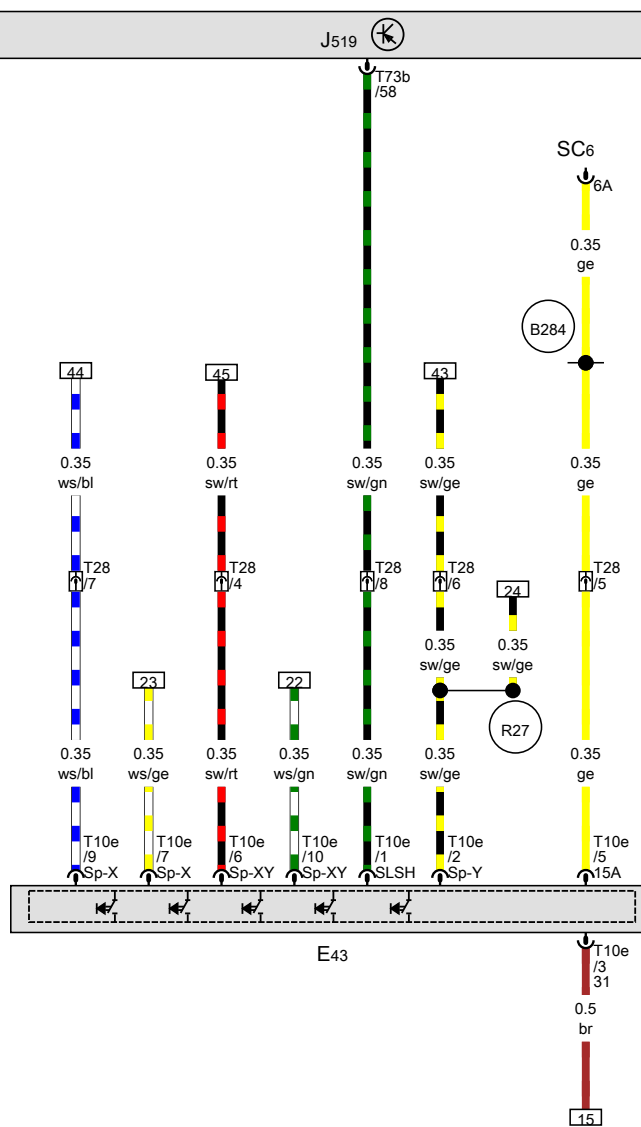 J519
T73b
/58
SC6
6A
0.35
ge
B284
44
45
43
0.35
ws/bl
0.35
sw/rt
0.35
sw/gn
0.35
sw/ge
0.35
ge
T28
/7
T28
/4
T28
/8
T28
/6
T28
/5
24
0.35
sw/ge
0.35
sw/ge
23
22
R27
0.35
ws/bl
0.35
ws/ge
0.35
sw/rt
0.35
ws/gn
0.35
sw/gn
0.35
sw/ge
0.35
ge
T10e
/9
Sp-X
T10e
/7
Sp-X
T10e
/6
Sp-XY
T10e
/10
Sp-XY
T10e
/1
SLSH
T10e
/2
Sp-Y
T10e
/5
15A
E43
T10e
/3
31
0.5
br
15